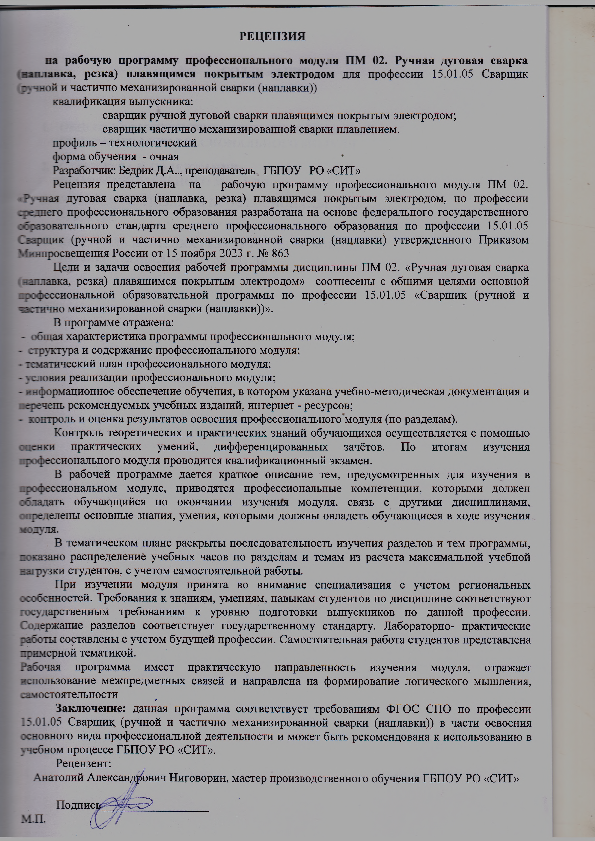 РЕЦЕНЗИЯ
на рабочую программу профессионального модуля ПМ 02. Ручная дуговая сварка
(наплавка, резка) плавящимся покрытым электродом для профессии 15.01.05 Сварщик
(ручной и частично механизированной сварки (наплавки))
квалификация выпускника:
сварщик ручной дуговой сварки плавящимся покрытым электродом;
сварщик частично механизированной сварки плавлением.
профиль – технологический
форма обучения - очная
Разработчик: Бедрик Д.А.., преподаватель ГБПОУ РО «СИТ»
Рецензия представлена на рабочую программу профессионального модуля ПМ 02.
«Ручная дуговая сварка (наплавка, резка) плавящимся покрытым электродом, по профессии
среднего профессионального образования разработана на основе федерального государственного
образовательного стандарта среднего профессионального образования по профессии 15.01.05
Сварщик (ручной и частично механизированной сварки (наплавки) утвержденного Приказом
Минпросвещения России от 15 ноября 2023 г. № 863
Цели и задачи освоения рабочей программы дисциплины ПМ 02. «Ручная дуговая сварка
(наплавка, резка) плавящимся покрытым электродом» соотнесены с общими целями основной
профессиональной образовательной программы по профессии 15.01.05 «Сварщик (ручной и
частично механизированной сварки (наплавки))».
В программе отражена:
- общая характеристика программы профессионального модуля;
- структура и содержание профессионального модуля;
- тематический план профессионального модуля;
- условия реализации профессионального модуля;
- информационное обеспечение обучения, в котором указана учебно-методическая документация и
перечень рекомендуемых учебных изданий, интернет - ресурсов;
- контроль и оценка результатов освоения профессионального модуля (по разделам).
Контроль теоретических и практических знаний обучающихся осуществляется с помощью
оценки практических умений, дифференцированных зачётов. По итогам изучения
профессионального модуля проводится квалификационный экзамен.
В рабочей программе дается краткое описание тем, предусмотренных для изучения в
профессиональном модуле, приводятся профессиональные компетенции, которыми должен
обладать обучающийся по окончании изучения модуля, связь с другими дисциплинами,
определены основные знания, умения, которыми должны овладеть обучающиеся в ходе изучения
модуля.
В тематическом плане раскрыты последовательность изучения разделов и тем программы,
показано распределение учебных часов по разделам и темам из расчета максимальной учебной
нагрузки студентов, с учетом самостоятельной работы.
При изучении модуля принята во внимание специализация с учетом региональных
особенностей. Требования к знаниям, умениям, навыкам студентов по дисциплине соответствуют
государственным требованиям к уровню подготовки выпускников по данной профессии.
Содержание разделов соответствует государственному стандарту. Лабораторно- практические
работы составлены с учетом будущей профессии. Самостоятельная работа студентов представлена
примерной тематикой.
Рабочая программа имеет практическую направленность изучения модуля, отражает
использование межпредметных связей и направлена на формирование логического мышления,
самостоятельности
Заключение: данная программа соответствует требованиям ФГОС СПО по профессии
15.01.05 Сварщик (ручной и частично механизированной сварки (наплавки)) в части освоения
основного вида профессиональной деятельности и может быть рекомендована к использованию в
учебном процессе ГБПОУ РО «СИТ».
Рецензент:
Анатолий Александрович Ниговорин, мастер производственного обучения ГБПОУ РО «СИТ»
Подпись
М.П.